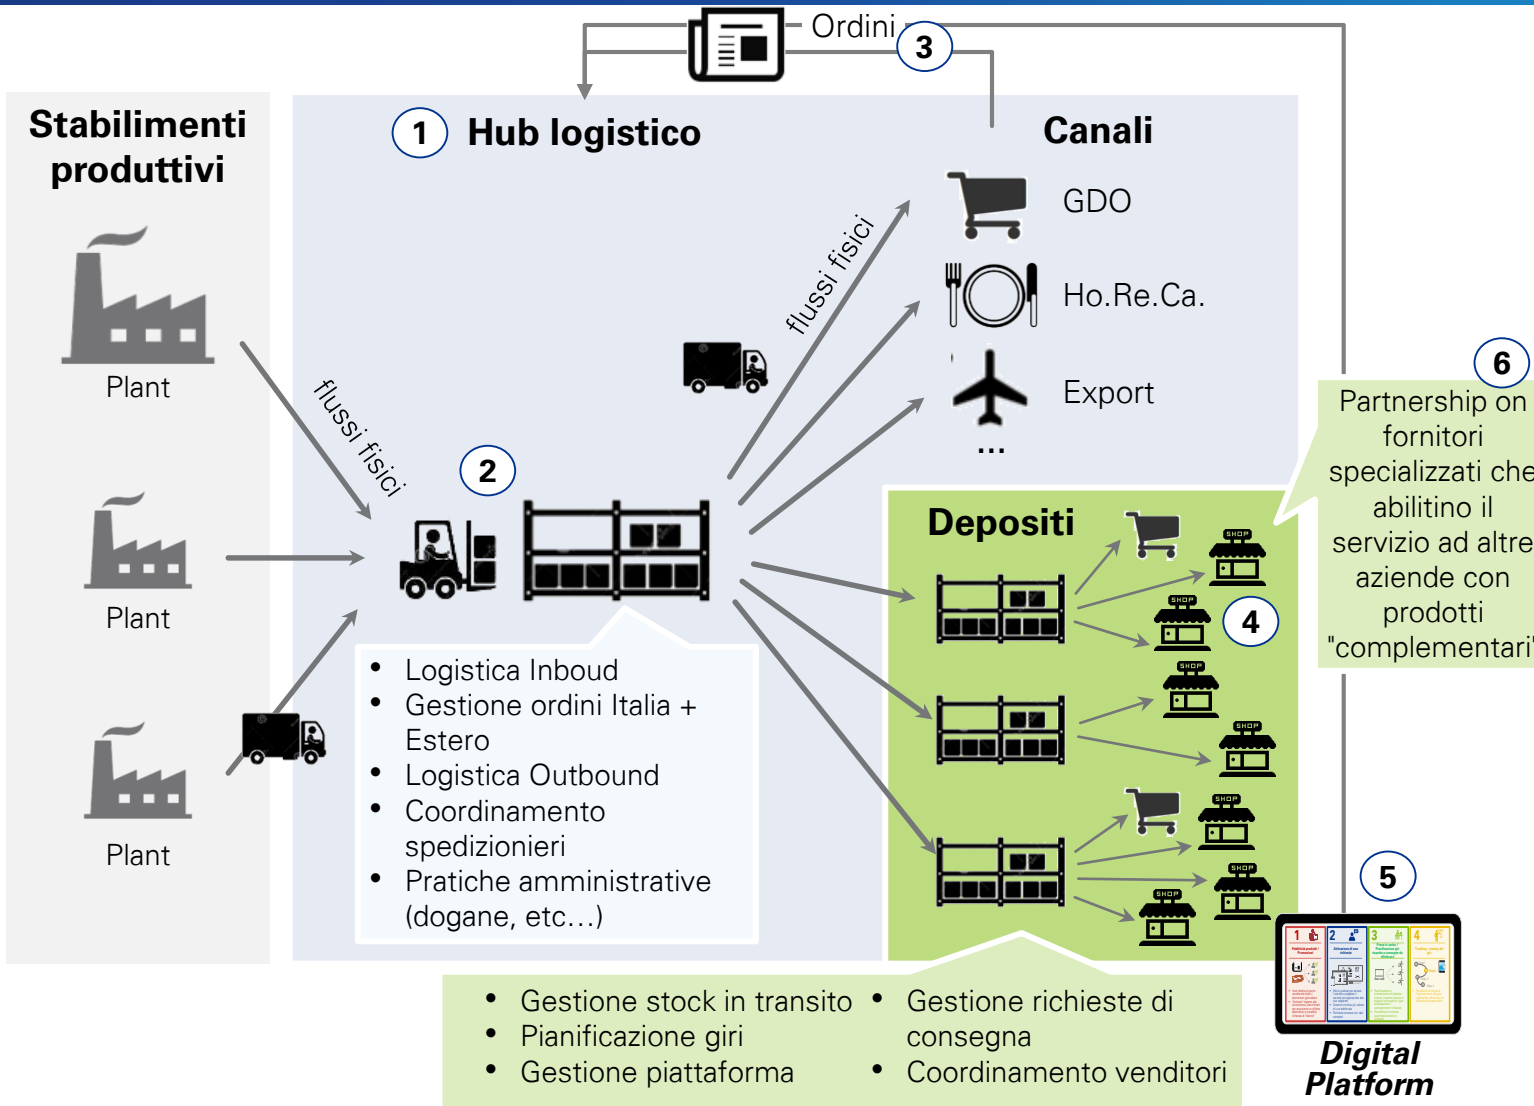 Ordini
3
Stabilimenti
produttivi
1
Hub logistico
Canali
GDO
flussi fisici
Ho.Re.Ca.
Plant
Export
...
flussi fisici
6
Partnership on
fornitori
specializzati che
abilitino il
servizio ad altre
aziende con
prodotti
"complementari"
2
Depositi
SHOP
SHOP
4
Plant
SHOP
SHOP
• Logistica Inboud
• Gestione ordini Italia +
Estero
• Logistica Outbound
• Coordinamento
spedizionieri
• Pratiche amministrative
(dogane, etc...)
SHOP
SHOP
SHOP
Plant
5
1 2 3 4
• Gestione stock in transito
• Pianificazione giri
• Gestione piattaforma
• Gestione richieste di
consegna
• Coordinamento venditori
Digital
Platform